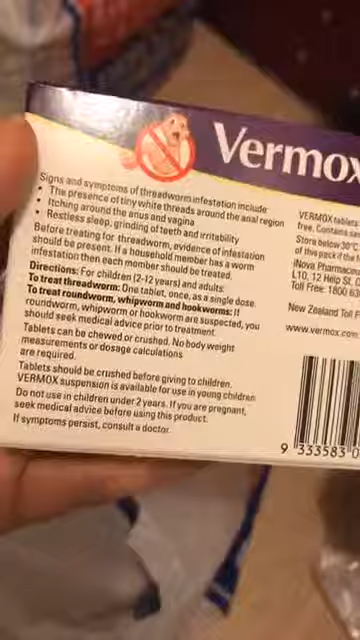 Vermox
Signs and symptoms of threadworm infestation include
• The presence of tiny white threads around the anal region
• Itching around the anus and vagina
• Restless sleep, grinding of teeth and irritability
Before treating for threadworm, evidence of infestation
should be present. If a household member has a worm
infestation then each member should be treated.
Directions: For children (2-12 years) and adults:
To treat threadworm: One tablet, once, as a single dose.
To treat roundworm, whipworm and hookworms: If
roundworm, whipworm or hookworm are suspected, you
should seek medical advice prior to treatment.
Tablets can be chewed or crushed. No body weight
measurements or dosage calculations
are required.
Tablets should be crushed before giving to children.
VERMOX suspension is available for use in young children
Do not use in children under 2 years. If you are pregnant,
seek medical advice before using this product.
If symptoms persist, consult a doctor.
VERMOX tablets
free. Contains
Store below 30°
of this pack if the
iNova Pharmac
L10, 12 Help St, C
Toll Free: 1800 63
New Zealand Toll F
www.vermox.com
9 333583 0